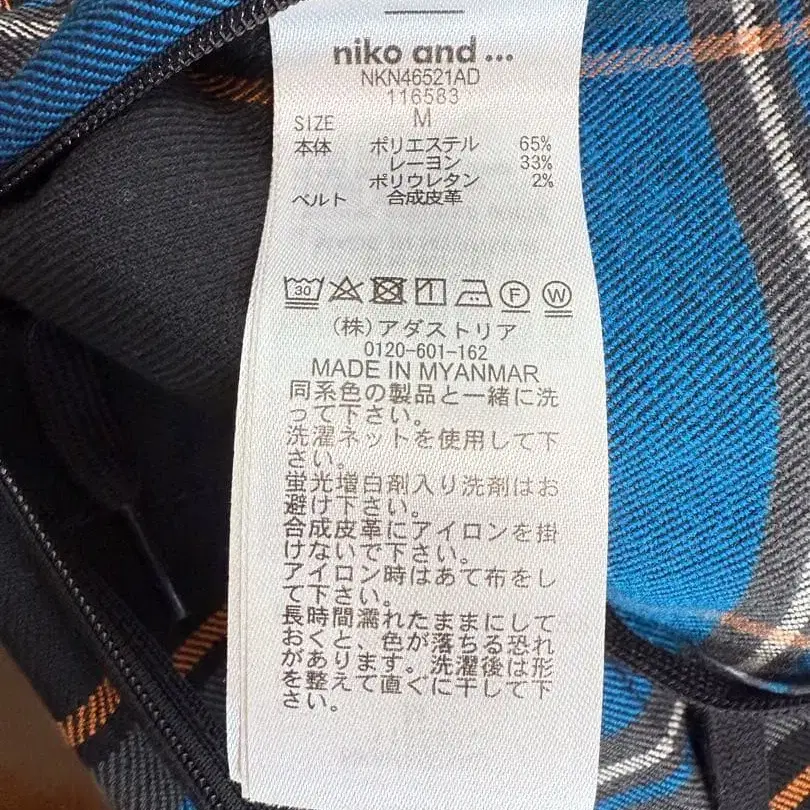 niko and ...
NKN46521AD
116583
SIZE M
本体 ポリエステル 65%
レーヨン 33%
ポリウレタン 2%
ベルト 合成皮革
30 F W
(株)アダストリア
0120-601-162
MADE IN MYANMAR
同系色の製品と一緒に洗
って下さい。
洗濯ネットを使用して下
さい。
蛍光増白剤入り洗剤はお
避け下さい。
合成皮革にアイロンを掛
けないで下さい。
アイロン時はあて布をし
て下さい。
長時間濡れたままにして
おくと、色が落ちる恐れ
があります。洗濯後は形
を整えて直ぐに干して下
さい。